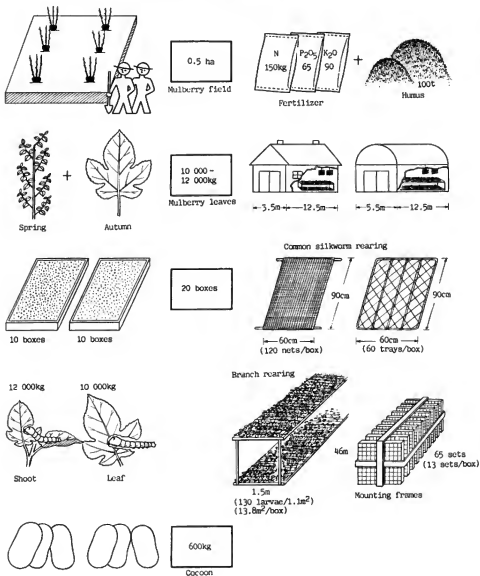 0.5 ha
Mulberry field
N
150kg
P2O5
65
K2O
90
Fertilizer
+
100t
Humus
Spring
+
Autumn
10 000 -
12 000kg
Mulberry leaves
3.5m 12.5m
5.5m 12.5m
10 boxes
10 boxes
20 boxes
Common silkworm rearing
90cm
60cm
(120 nets/box)
90cm
60cm
(60 trays/box)
12 000kg
Shoot
10 000kg
Leaf
Branch rearing
46m
1.5m
(130 larvae/1.1m²)
(13.8m²/box)
65 sets
(13 sets/box)
Mounting frames
600kg
Cocoon